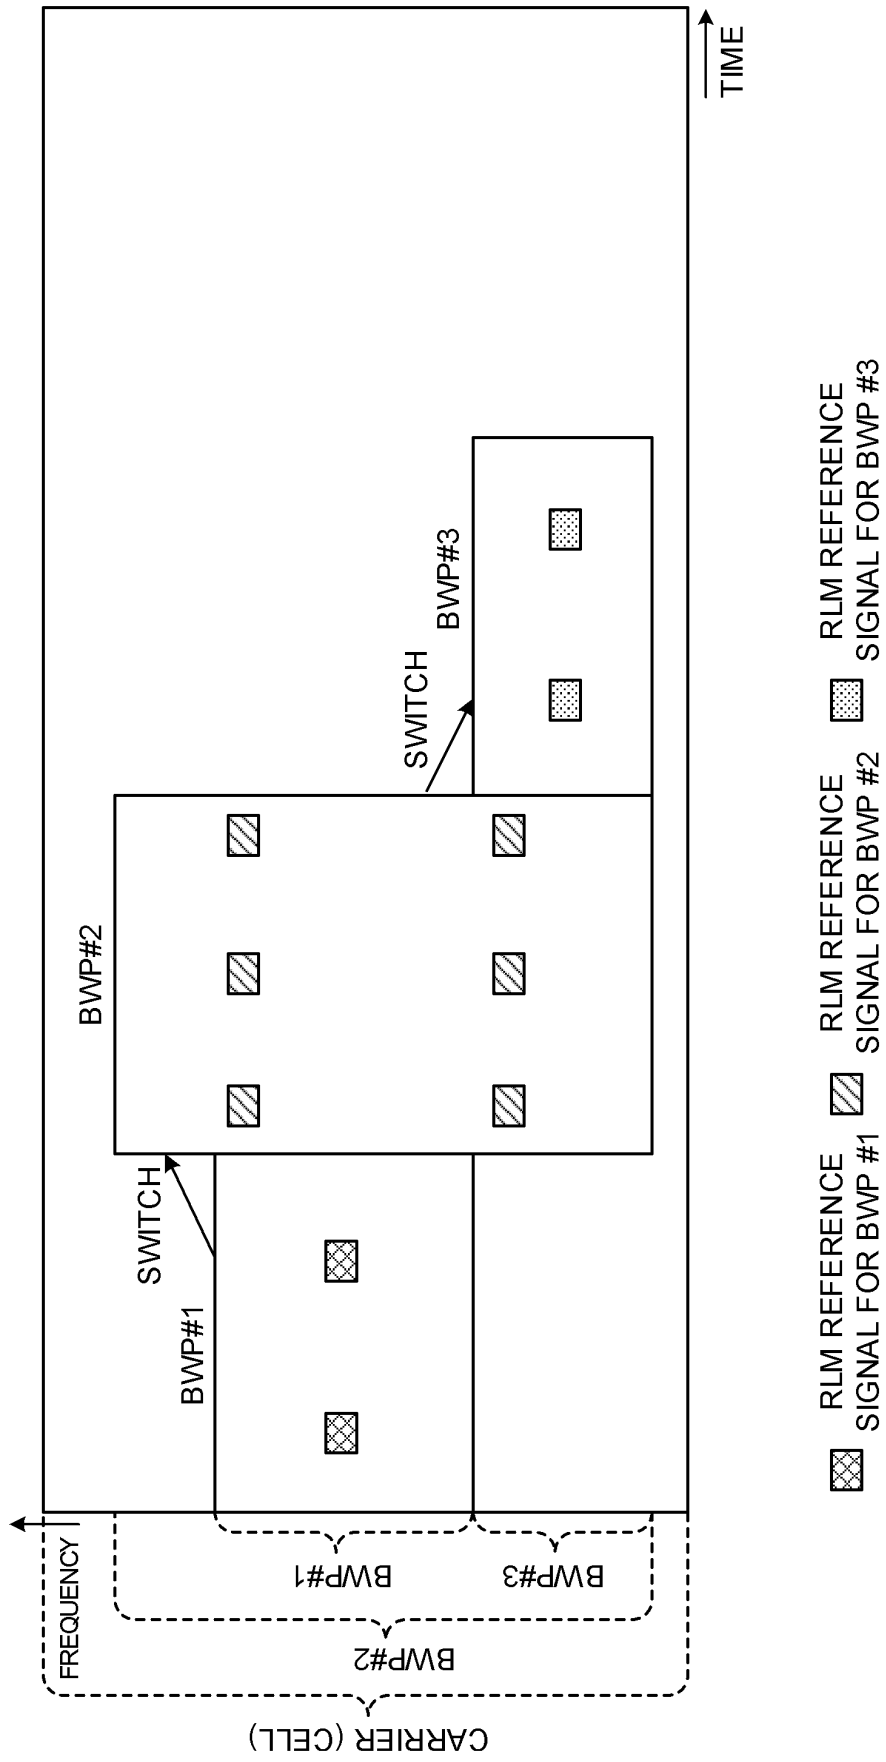 FREQUENCY
CARRIER (CELL)
BWP#2
BWP#1
BWP#3
BWP#1
SWITCH
BWP#2
SWITCH
BWP#3
TIME
RLM REFERENCE
SIGNAL FOR BWP #1
RLM REFERENCE
SIGNAL FOR BWP #2
RLM REFERENCE
SIGNAL FOR BWP #3